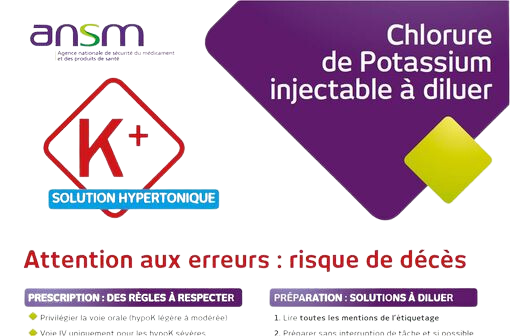 ansm
Agence nationale de sécurité du médicament
et des produits de santé
Chlorure
de Potassium
injectable à diluer
K+
SOLUTION HYPERTONIQUE
Attention aux erreurs : risque de décès
PRESCRIPTION : DES RÈGLES À RESPECTER
Privilégier la voie orale (hypoK légère à modérée)
Voie IV uniquement pour les hypoK sévères
PRÉPARATION : SOLUTIONS À DILUER
1. Lire toutes les mentions de l'étiquetage
2. Préparer sans interruption de tâche et si possible